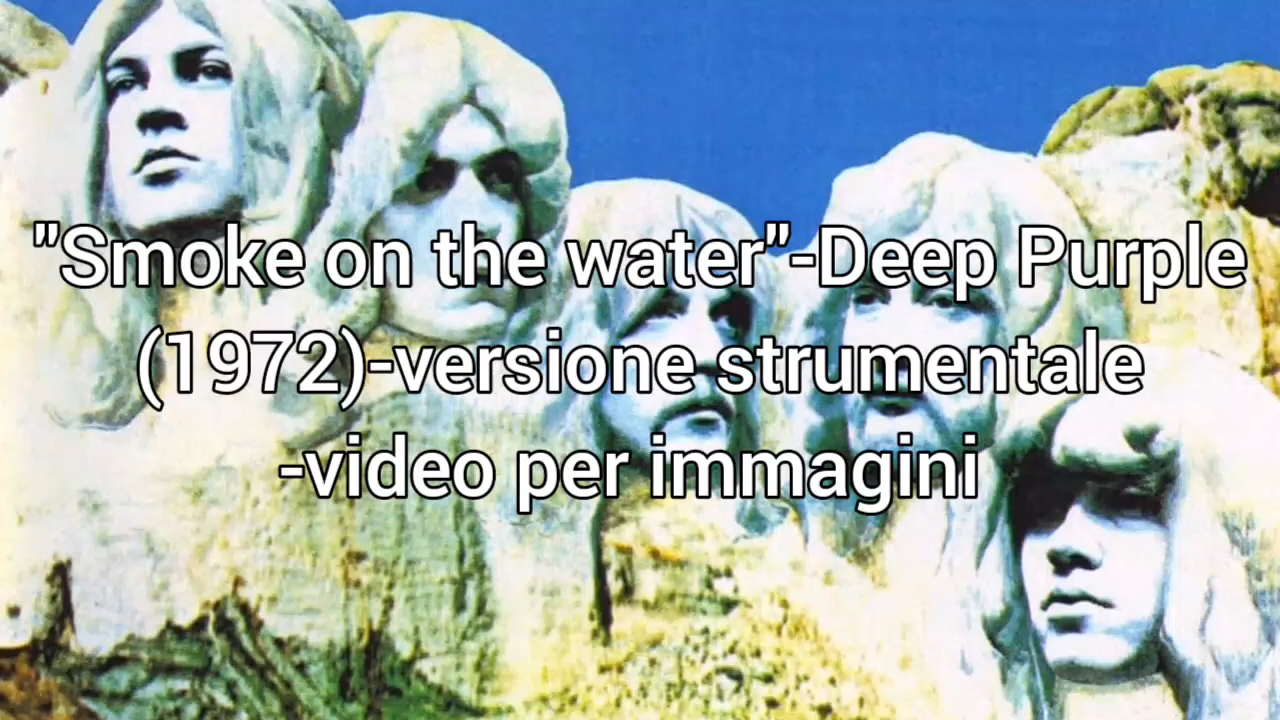 "Smoke on the water"-Deep Purple
(1972)-versione strumentale
-video per immagini